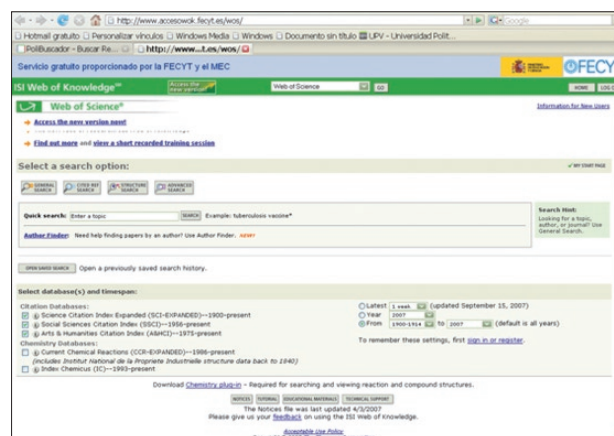 http://www.accesowok.fecyt.es/wos/
Google
Hotmail gratuito Personalizar vínculos Windows Media Windows Documento sin título UPV - Universidad Polit...
PoliBuscador - Buscar Re... http://www....t.es/wos/
Servicio gratuito proporcionado por la FECYT y el MEC
FECY
ISI Web of Knowledge℠ Access the new version! Web of Science GO HOME LOG O
Web of Science® Information for New Users
Access the new version now!
Find out more and view a short recorded training session
Select a search option: MY START PAGE
GENERAL SEARCH CITED REF SEARCH STRUCTURE SEARCH ADVANCED SEARCH
Quick search: Enter a topic SEARCH Example: tuberculosis vaccine*
Author Finder: Need help finding papers by an author? Use Author Finder. NEW!
Search Hint:
Looking for a topic,
author, or journal? Use
General Search.
OPEN SAVED SEARCH Open a previously saved search history.
Select database(s) and timespan:
Citation Databases:
Science Citation Index Expanded (SCI-EXPANDED)--1900-present
Social Sciences Citation Index (SSCI)--1956-present
Arts & Humanities Citation Index (A&HCI)--1975-present
Chemistry Databases:
Current Chemical Reactions (CCR-EXPANDED)--1986-present
(includes Institut National de la Propriete Industrielle structure data back to 1840)
Index Chemicus (IC)--1993-present
Latest 1 week (updated September 15, 2007)
Year 2007
From 1900-1914 to 2007 (default is all years)
To remember these settings, first sign in or register.
Download Chemistry plug-in - Required for searching and viewing reaction and compound structures.
NOTICES TUTORIAL EDUCATIONAL MATERIALS TECHNICAL SUPPORT
The Notices file was last updated 4/3/2007
Please give us your feedback on using the ISI Web of Knowledge.
Acceptable Use Policy